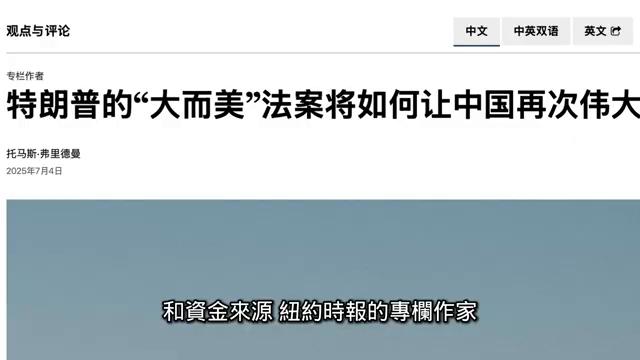 观点与评论
中文 中英双语 英文
专栏作者
特朗普的“大而美”法案将如何让中国再次伟大
托马斯·弗里德曼
2025年7月4日
和資金來源 紐約時報的專欄作家